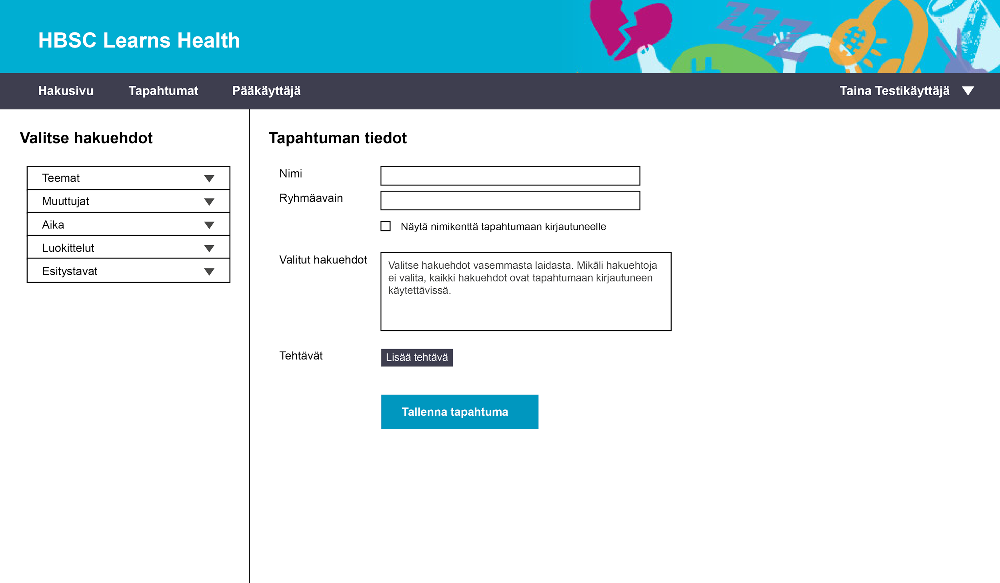 HBSC Learns Health
Hakusivu Tapahtumat Pääkäyttäjä Taina Testikäyttäjä
Valitse hakuehdot
Teemat
Muuttujat
Aika
Luokittelut
Esitystavat
Tapahtuman tiedot
Nimi
Ryhmäavain
Näytä nimikenttä tapahtumaan kirjautuneelle
Valitut hakuehdot
Valitse hakuehdot vasemmasta laidasta. Mikäli hakuehtoja
ei valita, kaikki hakuehdot ovat tapahtumaan kirjautuneen
käytettävissä.
Tehtävät
Lisää tehtävä
Tallenna tapahtuma